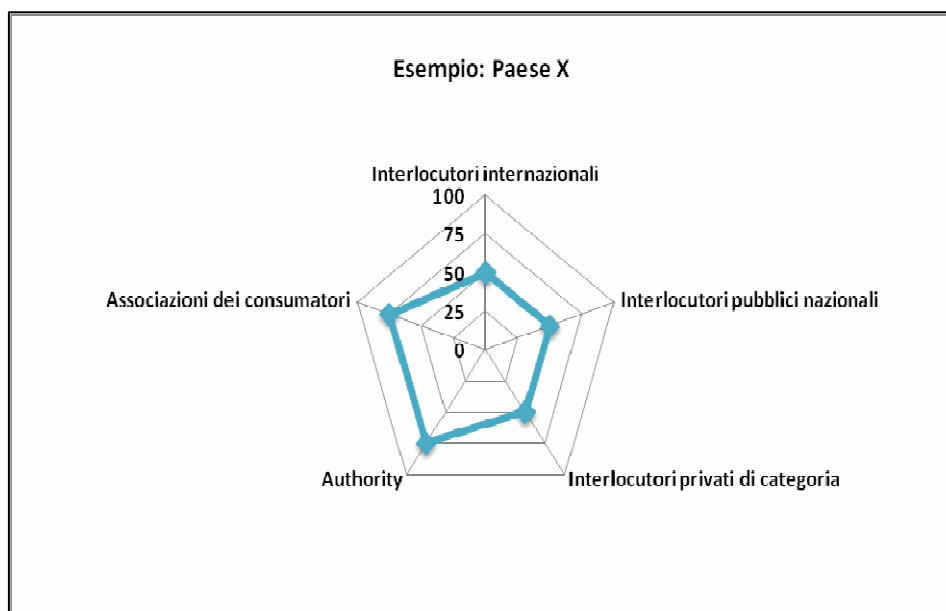 Esempio: Paese X
Interlocutori internazionali
100
75
50
25
0
Associazioni dei consumatori
Interlocutori pubblici nazionali
Authority
Interlocutori privati di categoria